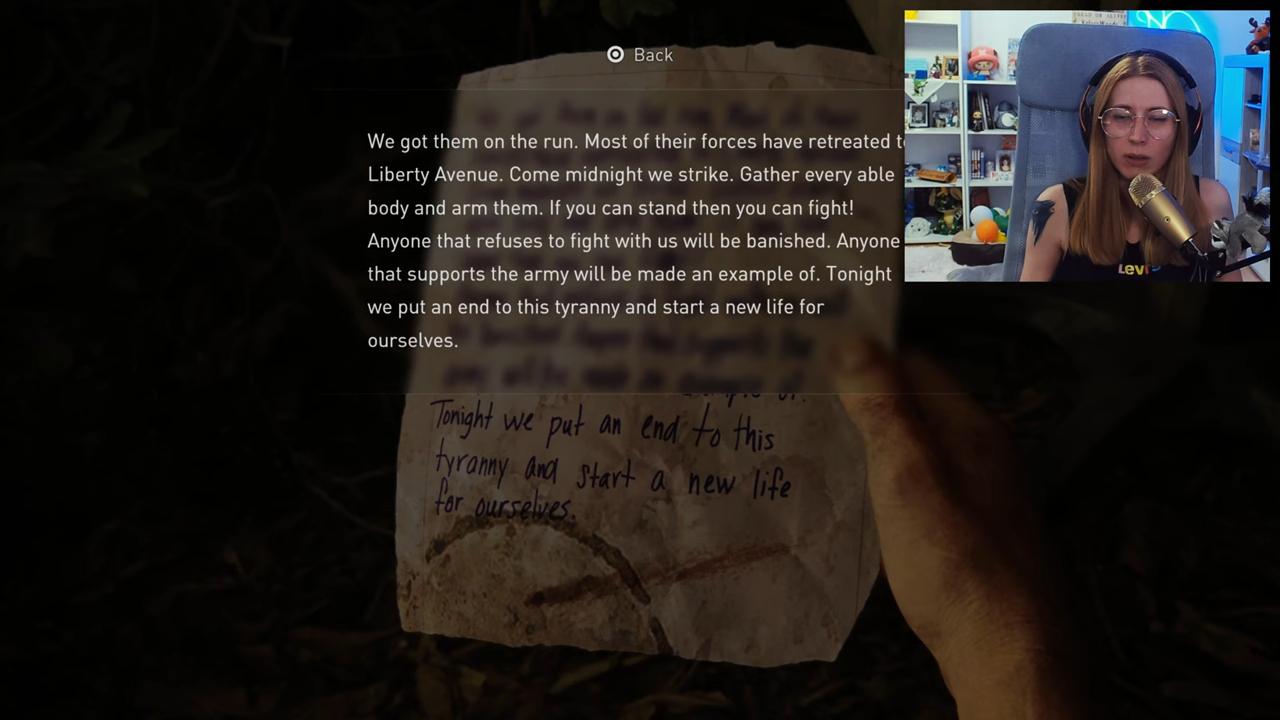 Back
We got them on the run. Most of their forces have retreated t
Liberty Avenue. Come midnight we strike. Gather every able
body and arm them. If you can stand then you can fight!
Anyone that refuses to fight with us will be banished. Anyone
that supports the army will be made an example of. Tonight
we put an end to this tyranny and start a new life for
ourselves.
Tonight we put an end to this
tyranny and start a new life
for ourselves.